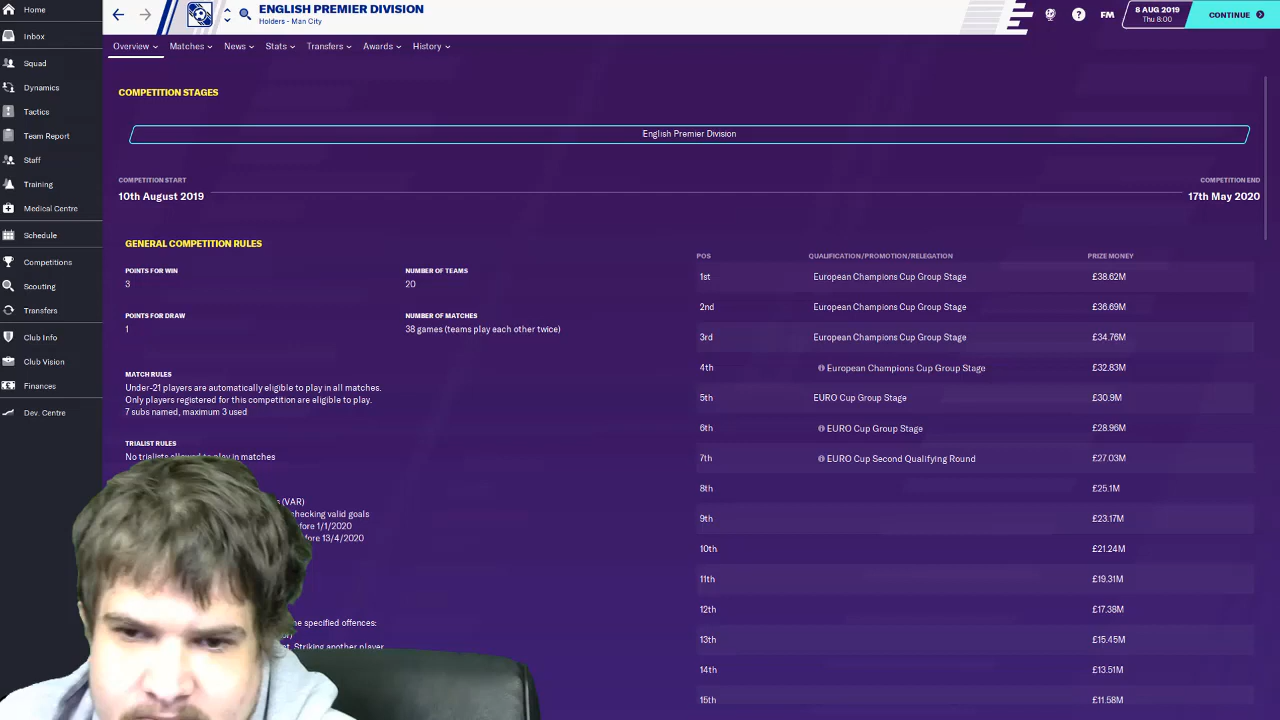 Home
ENGLISH PREMIER DIVISION
Holders - Man City
FM
8 AUG 2019
Thu 8:00
CONTINUE
Inbox
Squad
Dynamics
Tactics
Team Report
Staff
Training
Medical Centre
Schedule
Competitions
Scouting
Transfers
Club Info
Club Vision
Finances
Dev. Centre
Overview Matches News Stats Transfers Awards History
COMPETITION STAGES
English Premier Division
COMPETITION START
10th August 2019
COMPETITION END
17th May 2020
GENERAL COMPETITION RULES
POINTS FOR WIN
3
NUMBER OF TEAMS
20
POINTS FOR DRAW
1
NUMBER OF MATCHES
38 games (teams play each other twice)
MATCH RULES
Under-21 players are automatically eligible to play in all matches.
Only players registered for this competition are eligible to play.
7 subs named, maximum 3 used
TRIALIST RULES
No trialists allowed to play in matches
(VAR)
checking valid goals
before 1/1/2020
before 13/4/2020
specified offences:
Striking another player
POS QUALIFICATION/PROMOTION/RELEGATION PRIZE MONEY
1st European Champions Cup Group Stage £38.62M
2nd European Champions Cup Group Stage £36.69M
3rd European Champions Cup Group Stage £34.76M
4th European Champions Cup Group Stage £32.83M
5th EURO Cup Group Stage £30.9M
6th EURO Cup Group Stage £28.96M
7th EURO Cup Second Qualifying Round £27.03M
8th £25.1M
9th £23.17M
10th £21.24M
11th £19.31M
12th £17.38M
13th £15.45M
14th £13.51M
15th £11.58M